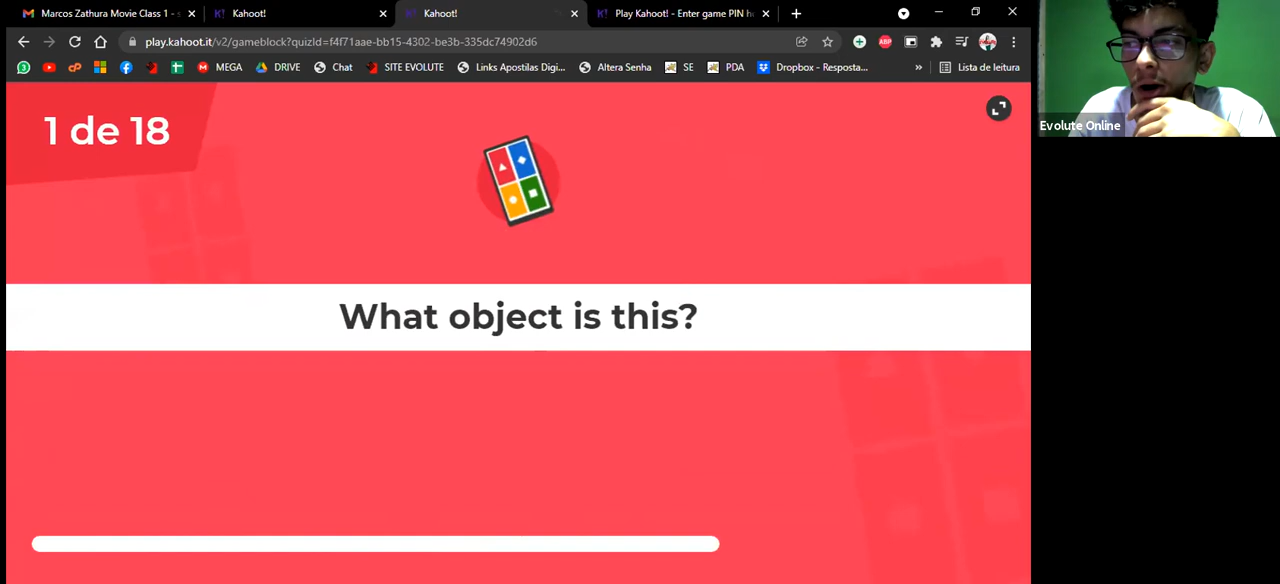 Marcos Zathura Movie Class 1 - s
Kahoot!
Kahoot!
Play Kahoot! - Enter game PIN h
play.kahoot.it/v2/gameblock?quizId=f4f71aae-bb15-4302-be3b-335dc74902d6
ABP
MEGA
DRIVE
Chat
SITE EVOLUTE
Links Apostilas Digi...
Altera Senha
SE
PDA
Dropbox - Resposta...
»
Lista de leitura
1 de 18
Evolute Online
What object is this?